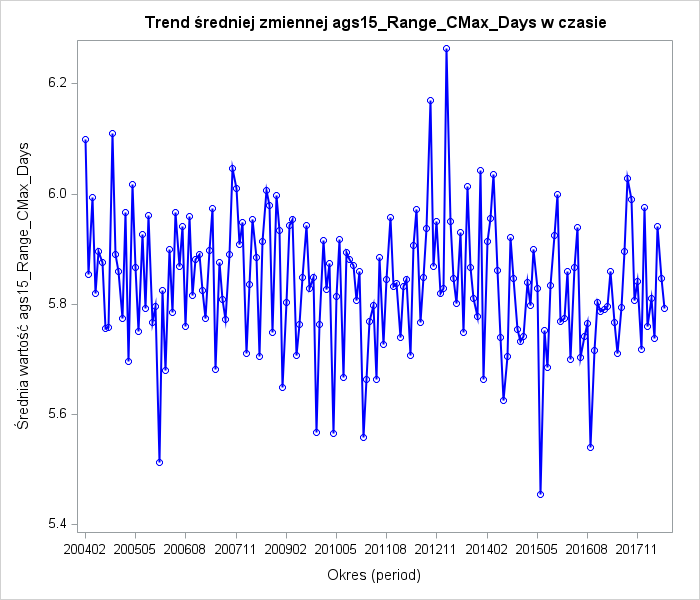 Trend średniej zmiennej ags15_Range_CMax_Days w czasie
Średnia wartość ags15_Range_CMax_Days
6.2
6.0
5.8
5.6
5.4
200402 200505 200608 200711 200902 201005 201108 201211 201402 201505 201608 201711
Okres (period)